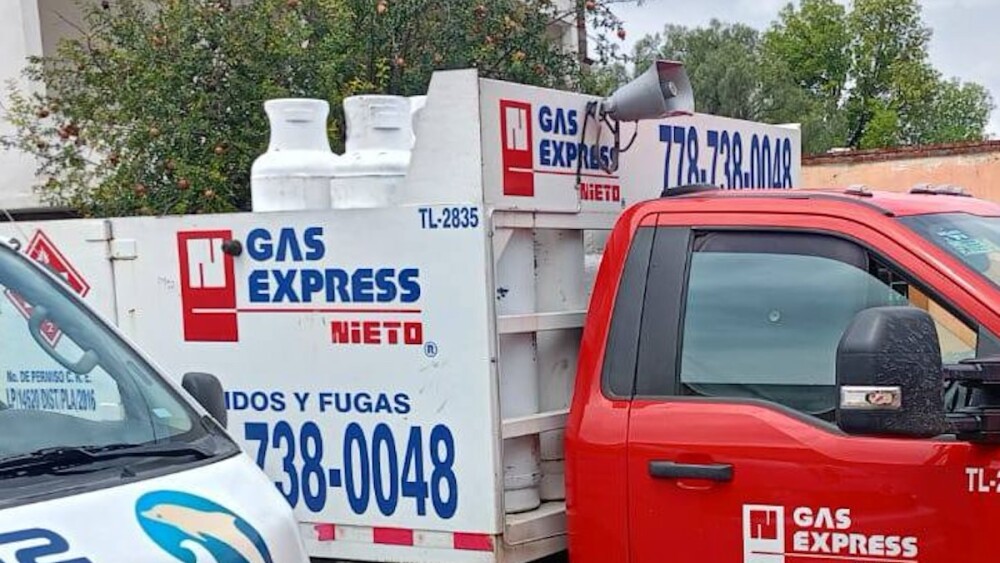 GAS
EXPRESS
NiETO
778-738-0048
TL-2835
GAS
EXPRESS
NiETO
®
No. DE PERMISO C. R. E.
LP/14620 DIST/PLA/2016
IDOS Y FUGAS
738-0048
GAS
EXPRESS
TL-2